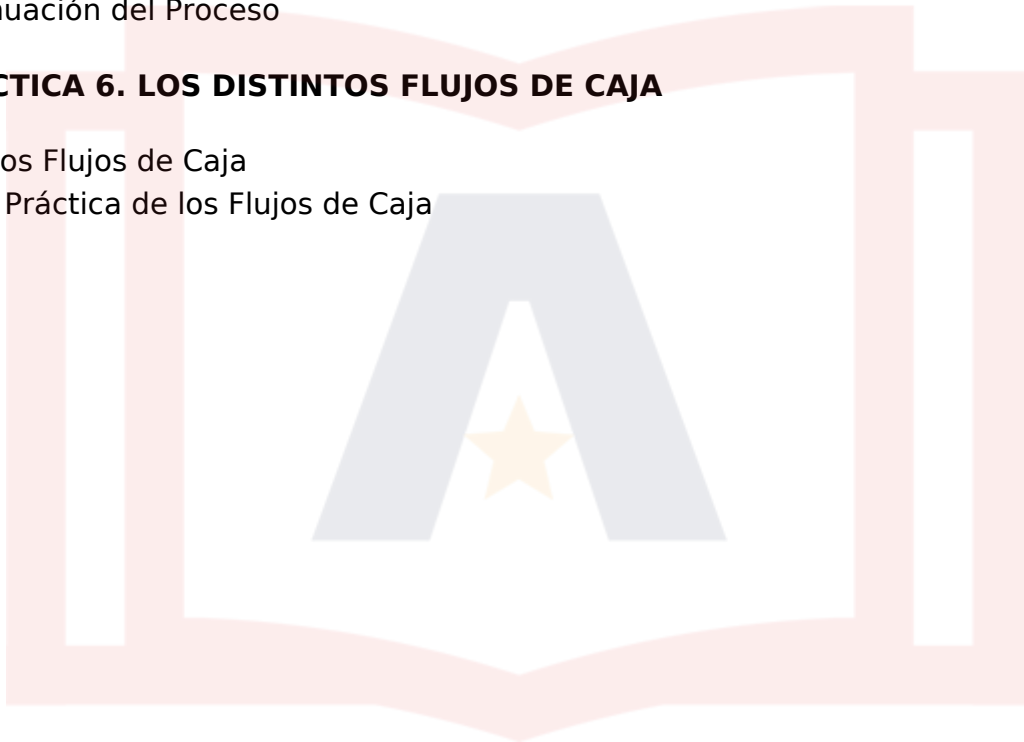 nuación del Proceso
CTICA 6. LOS DISTINTOS FLUJOS DE CAJA
os Flujos de Caja
Práctica de los Flujos de Caja